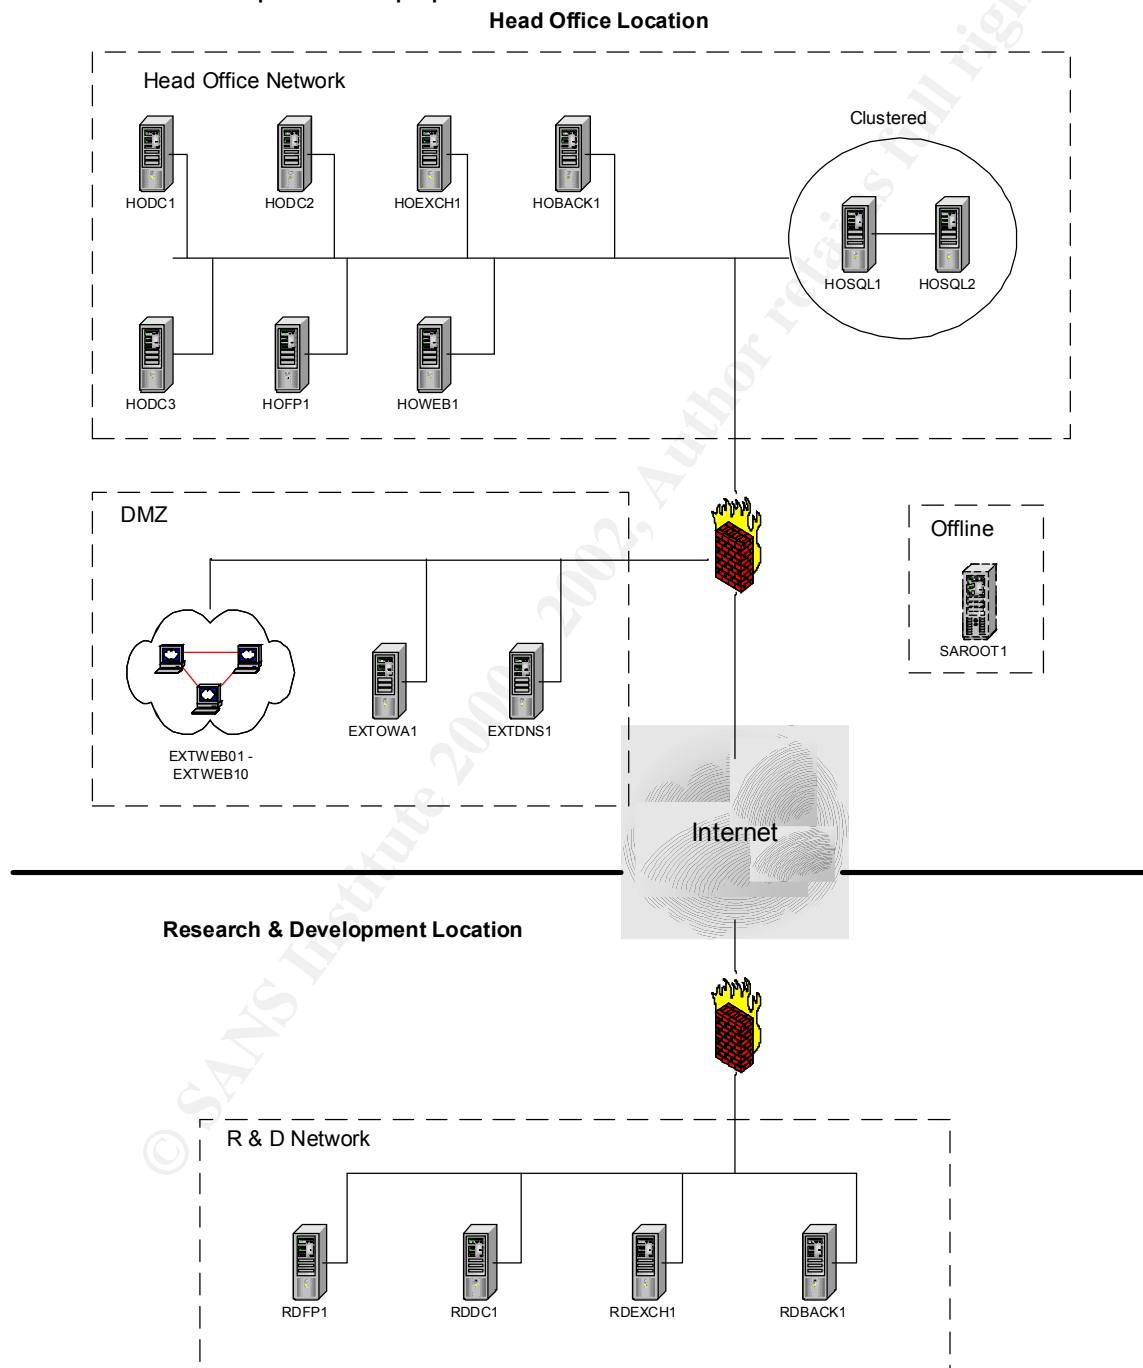 Head Office Location
Head Office Network
Clustered
HODC1
HODC2
HOEXCH1
HOBACK1
HOSQL1
HOSQL2
HODC3
HOFP1
HOWEB1
DMZ
Offline
SAROOT1
EXTOWA1
EXTDNS1
EXTWEB01 -
EXTWEB10
Internet
Research & Development Location
R & D Network
RDFP1
RDDC1
RDEXCH1
RDBACK1
© SANS Institute 2000 - 2002, Author retains full righ